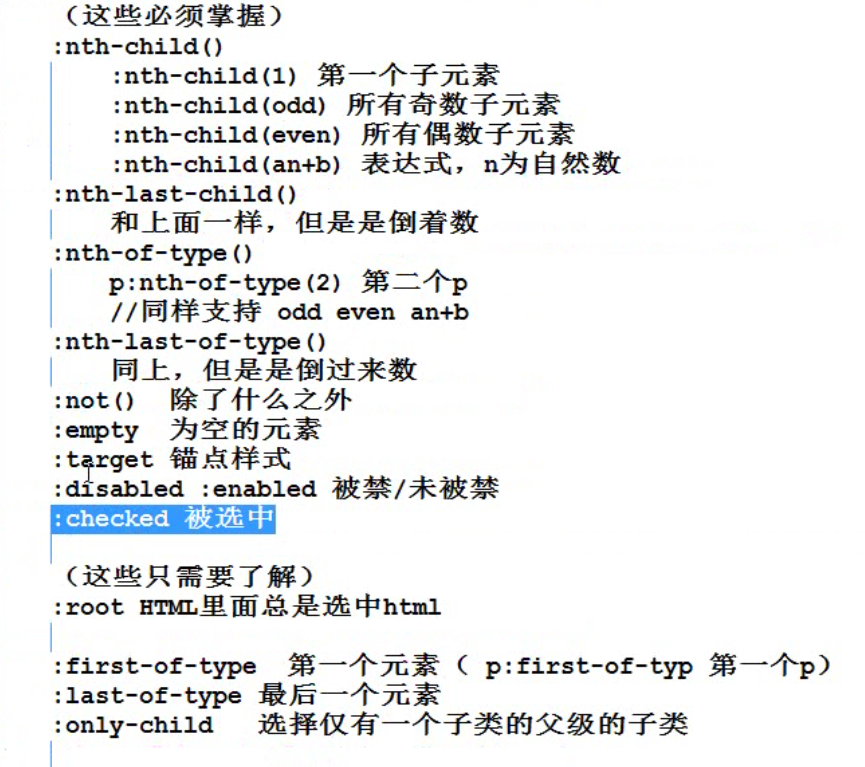 （这些必须掌握）
:nth-child()
:nth-child(1) 第一个子元素
:nth-child(odd) 所有奇数子元素
:nth-child(even) 所有偶数子元素
:nth-child(an+b) 表达式，n为自然数
:nth-last-child()
和上面一样，但是是倒着数
:nth-of-type()
p:nth-of-type(2) 第二个p
//同样支持 odd even an+b
:nth-last-of-type()
同上，但是是倒过来数
:not() 除了什么之外
:empty 为空的元素
:target 锚点样式
:disabled :enabled 被禁/未被禁
:checked 被选中
（这些只需要了解）
:root HTML里面总是选中html
:first-of-type 第一个元素（ p:first-of-typ 第一个p）
:last-of-type 最后一个元素
:only-child 选择仅有一个子类的父级的子类